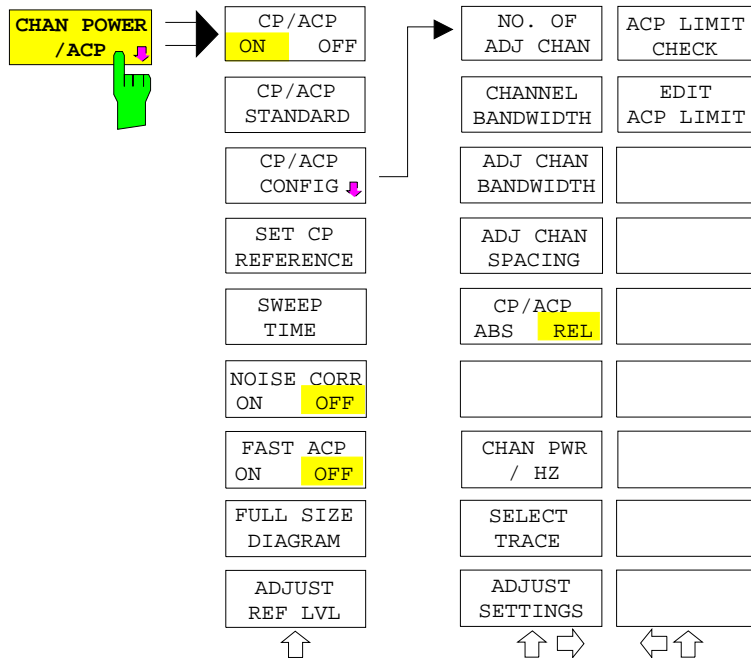 CHAN POWER
/ACP
CP/ACP
ON OFF
CP/ACP
STANDARD
CP/ACP
CONFIG
SET CP
REFERENCE
SWEEP
TIME
NOISE CORR
ON OFF
FAST ACP
ON OFF
FULL SIZE
DIAGRAM
ADJUST
REF LVL
NO. OF
ADJ CHAN
CHANNEL
BANDWIDTH
ADJ CHAN
BANDWIDTH
ADJ CHAN
SPACING
CP/ACP
ABS REL
CHAN PWR
/ HZ
SELECT
TRACE
ADJUST
SETTINGS
ACP LIMIT
CHECK
EDIT
ACP LIMIT